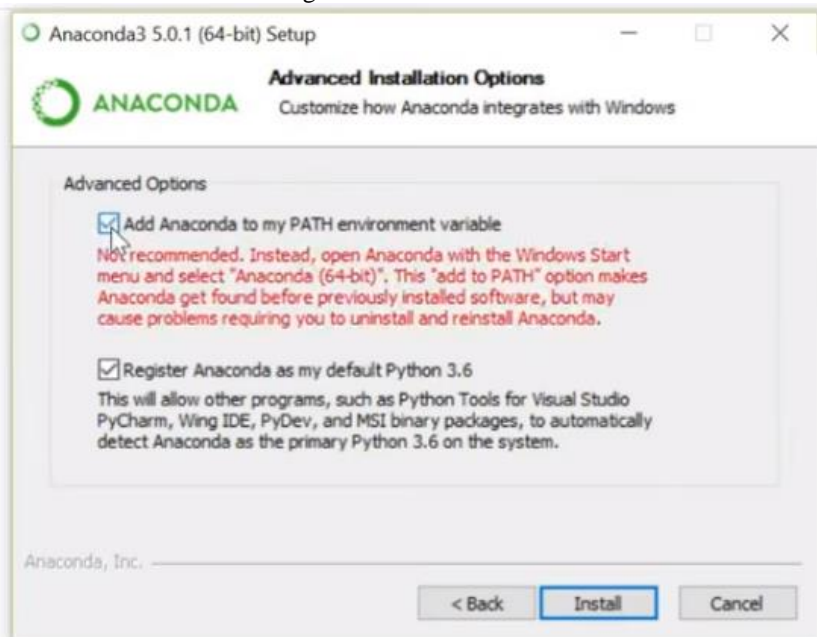 Anaconda3 5.0.1 (64-bit) Setup
ANACONDA
Advanced Installation Options
Customize how Anaconda integrates with Windows
Advanced Options
Add Anaconda to my PATH environment variable
Not recommended. Instead, open Anaconda with the Windows Start
menu and select "Anaconda (64-bit)". This "add to PATH" option makes
Anaconda get found before previously installed software, but may
cause problems requiring you to uninstall and reinstall Anaconda.
Register Anaconda as my default Python 3.6
This will allow other programs, such as Python Tools for Visual Studio
PyCharm, Wing IDE, PyDev, and MSI binary packages, to automatically
detect Anaconda as the primary Python 3.6 on the system.
Anaconda, Inc.
< Back
Install
Cancel